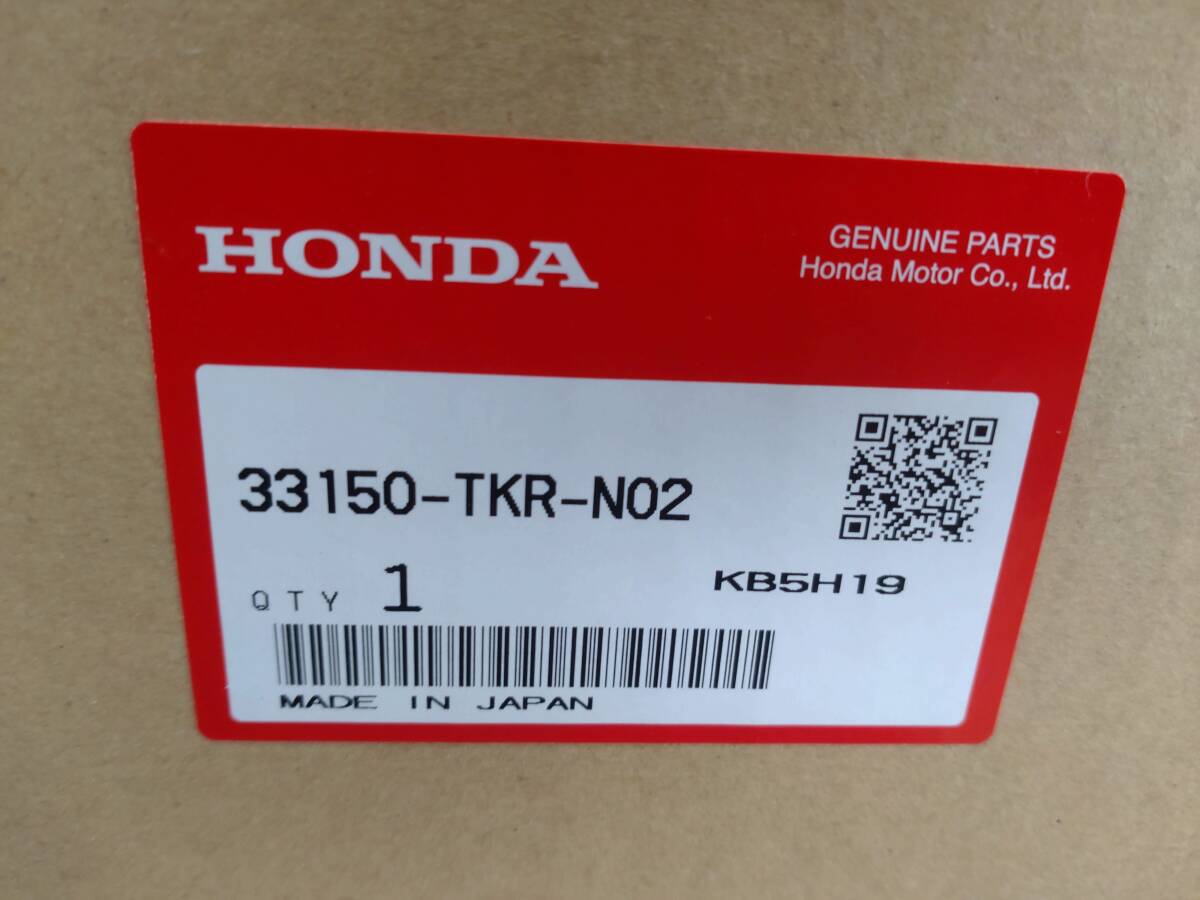 HONDA
GENUINE PARTS
Honda Motor Co., Ltd.
33150-TKR-N02
QTY 1
KB5H19
MADE IN JAPAN